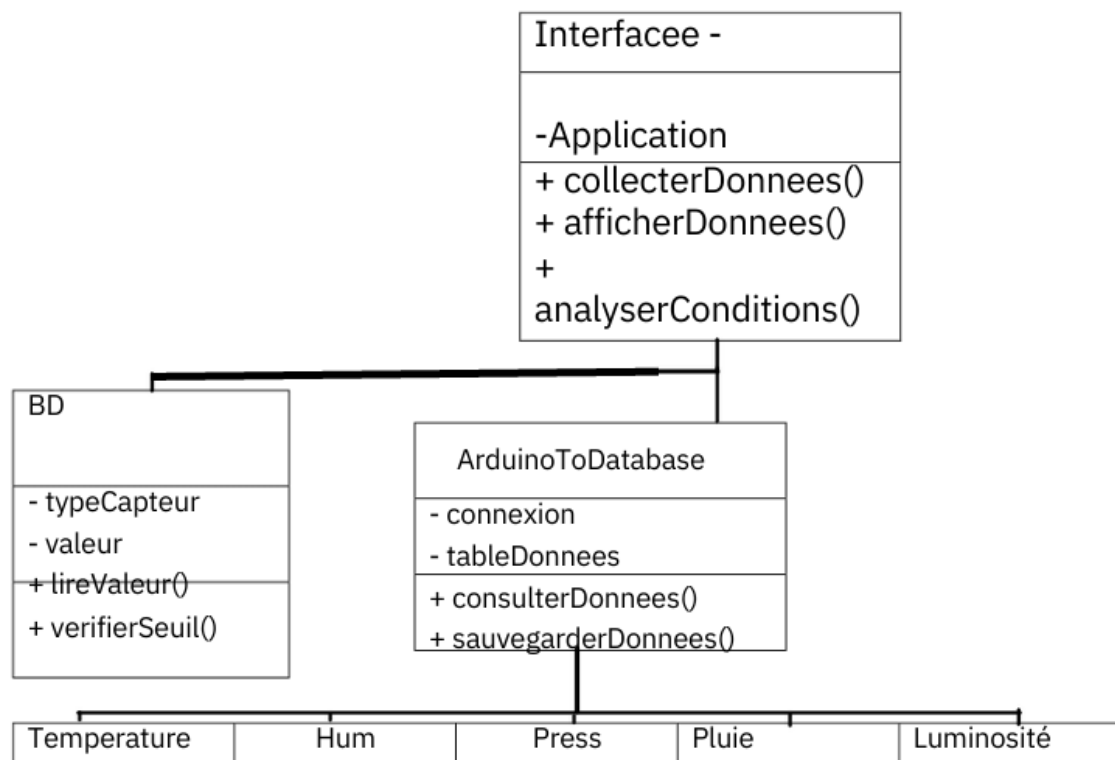 Interfacee -
-Application
+ collecterDonnees()
+ afficherDonnees()
+
analyserConditions()
BD
- typeCapteur
- valeur
+ lireValeur()
+ verifierSeuil()
ArduinoToDatabase
- connexion
- tableDonnees
+ consulterDonnees()
+ sauvegarderDonnees()
Temperature
Hum
Press
Pluie
Luminosité